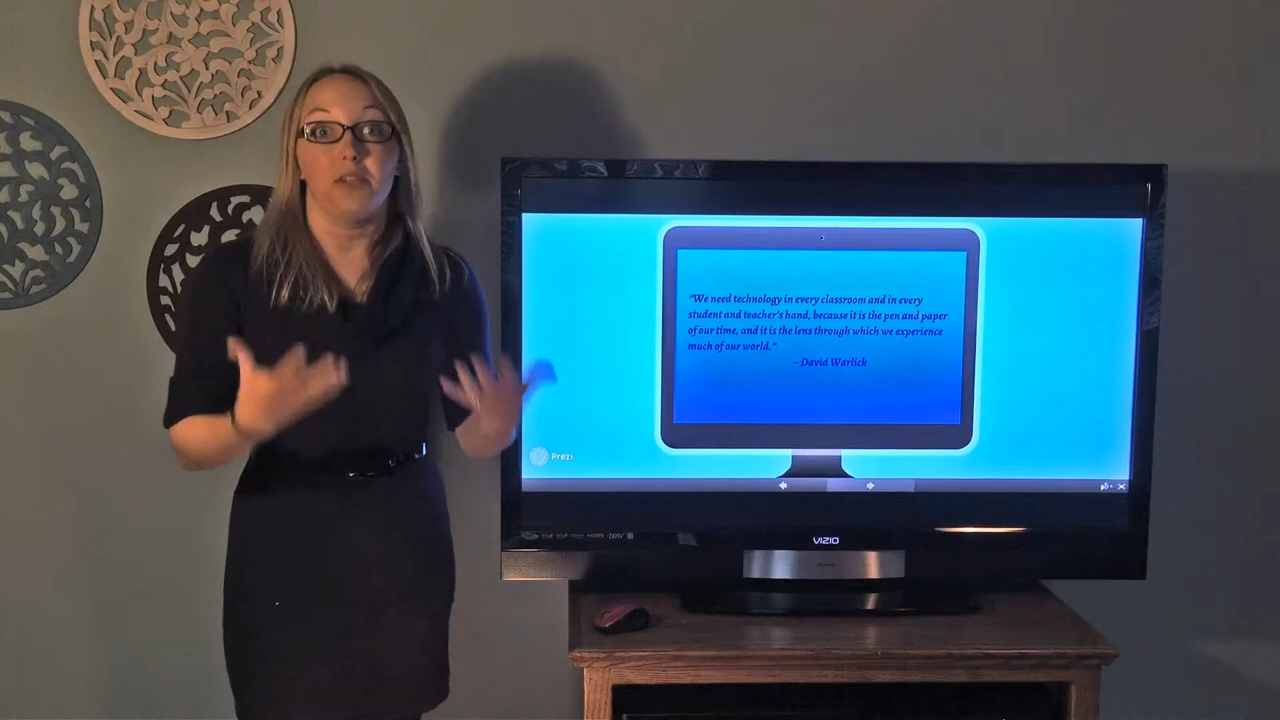 “We need technology in every classroom and in every
student and teacher's hand, because it is the pen and paper
of our time, and it is the lens through which we experience
much of our world.”
– David Warlick
Prezi
VIZIO